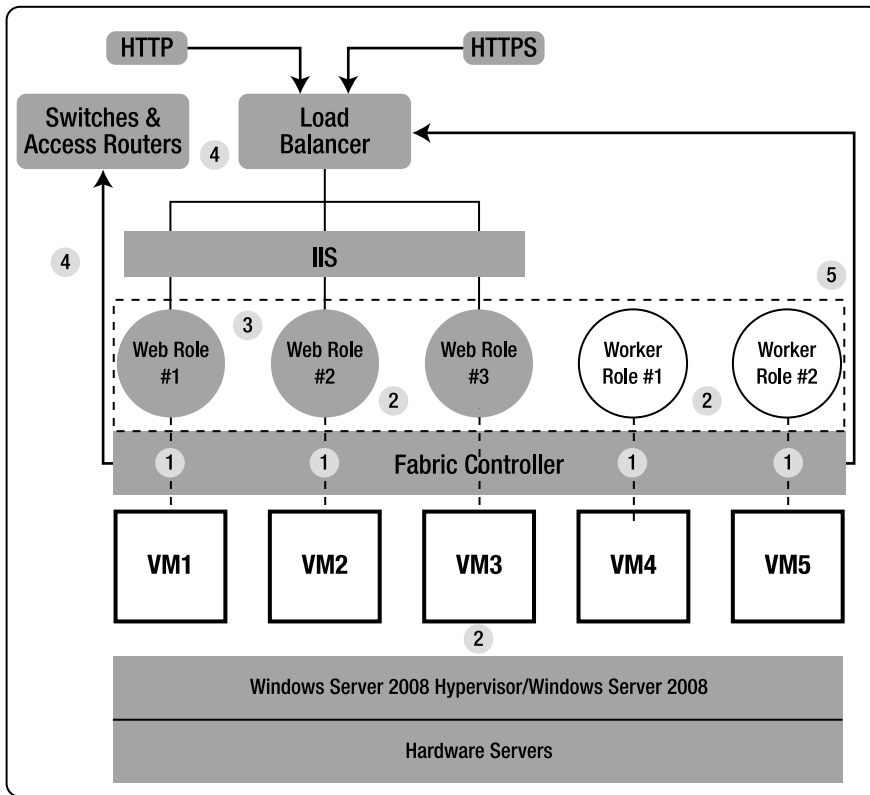 HTTP
HTTPS
Switches &
Access Routers
Load
Balancer
4
4
IIS
5
3
Web Role
#1
Web Role
#2
Web Role
#3
Worker
Role #1
Worker
Role #2
2
2
Fabric Controller
1
1
1
1
VM1
VM2
VM3
VM4
VM5
2
Windows Server 2008 Hypervisor/Windows Server 2008
Hardware Servers